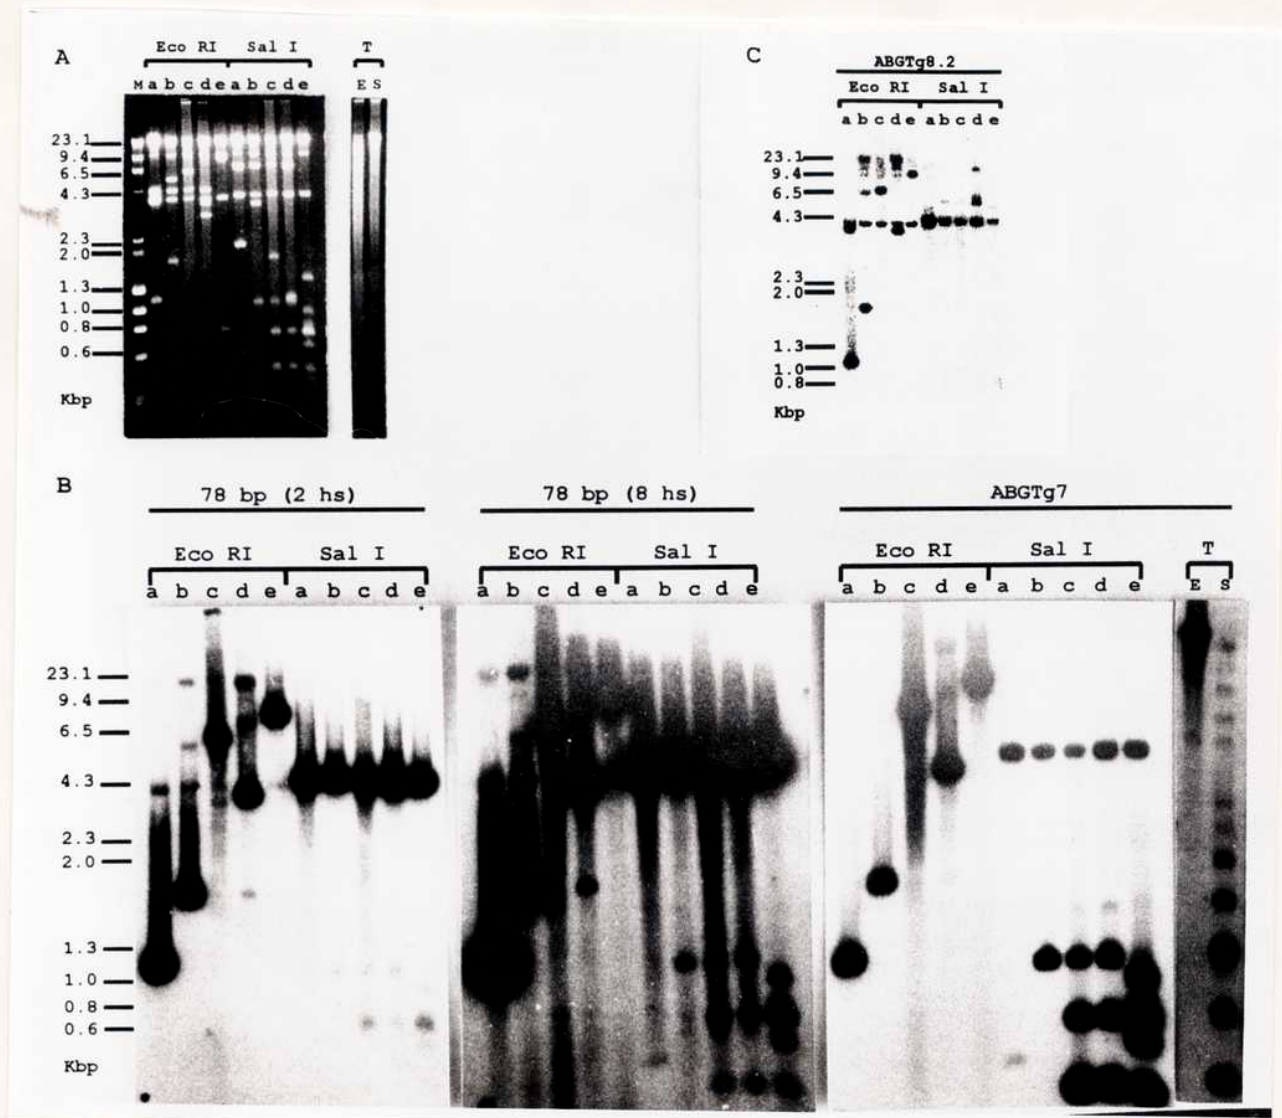 A
Eco RI Sal I T
M a b c d e a b c d e E S
23.1
9.4
6.5
4.3
2.3
2.0
1.3
1.0
0.8
0.6
Kbp
C
ABGTg8.2
Eco RI Sal I
a b c d e a b c d e
23.1
9.4
6.5
4.3
2.3
2.0
1.3
1.0
0.8
Kbp
B
78 bp (2 hs) 78 bp (8 hs) ABGTg7
Eco RI Sal I Eco RI Sal I Eco RI Sal I T
a b c d e a b c d e a b c d e a b c d e a b c d e a b c d e E S
23.1
9.4
6.5
4.3
2.3
2.0
1.3
1.0
0.8
0.6
Kbp